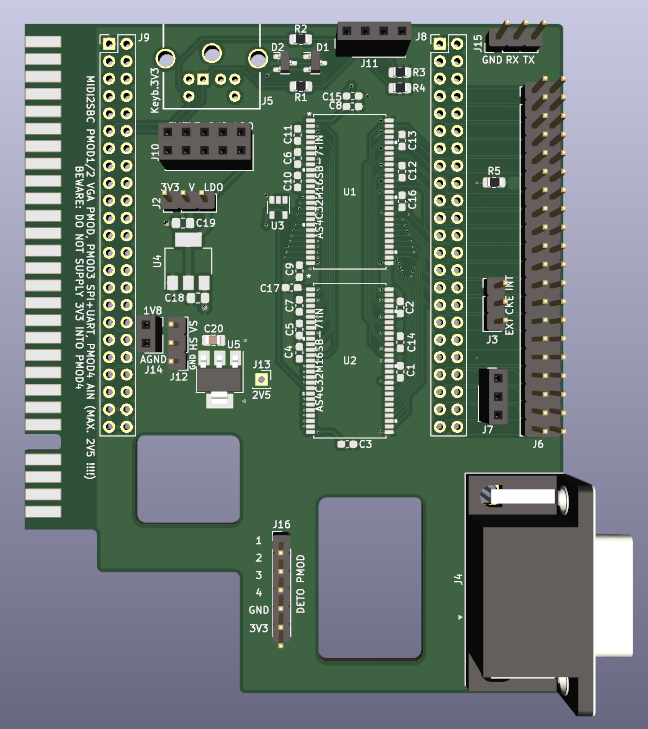 J9
R2
J8
J15
D2
D1
J11
GND RX TX
Keyb.3V3
R3
R1
R4
J5
C15
C8
C11
C13
J10
C6
C12
R5
C10
U1
C16
AS4C32M16SB-7TIN
3V3 V LDO
J2
C19
U3
U4
C9
C17
C18
EXT CKE INT
J3
C7
C2
1V8
HS VS
C5
C20
U5
C14
C4
GND
AGND
J14
J12
J13
U2
C1
AS4C32M16SB-7TIN
2V5
J7
J6
C3
MIDI2SBC PMOD1/2 VGA PMOD, PMOD3 SPI+UART, PMOD4 AIN (MAX. 2V5 !!!!)
BEWARE: DO NOT SUPPLY 3V3 INTO PMOD4
J16
1
2
3
4
GND
3V3
DETO PMOD
J4